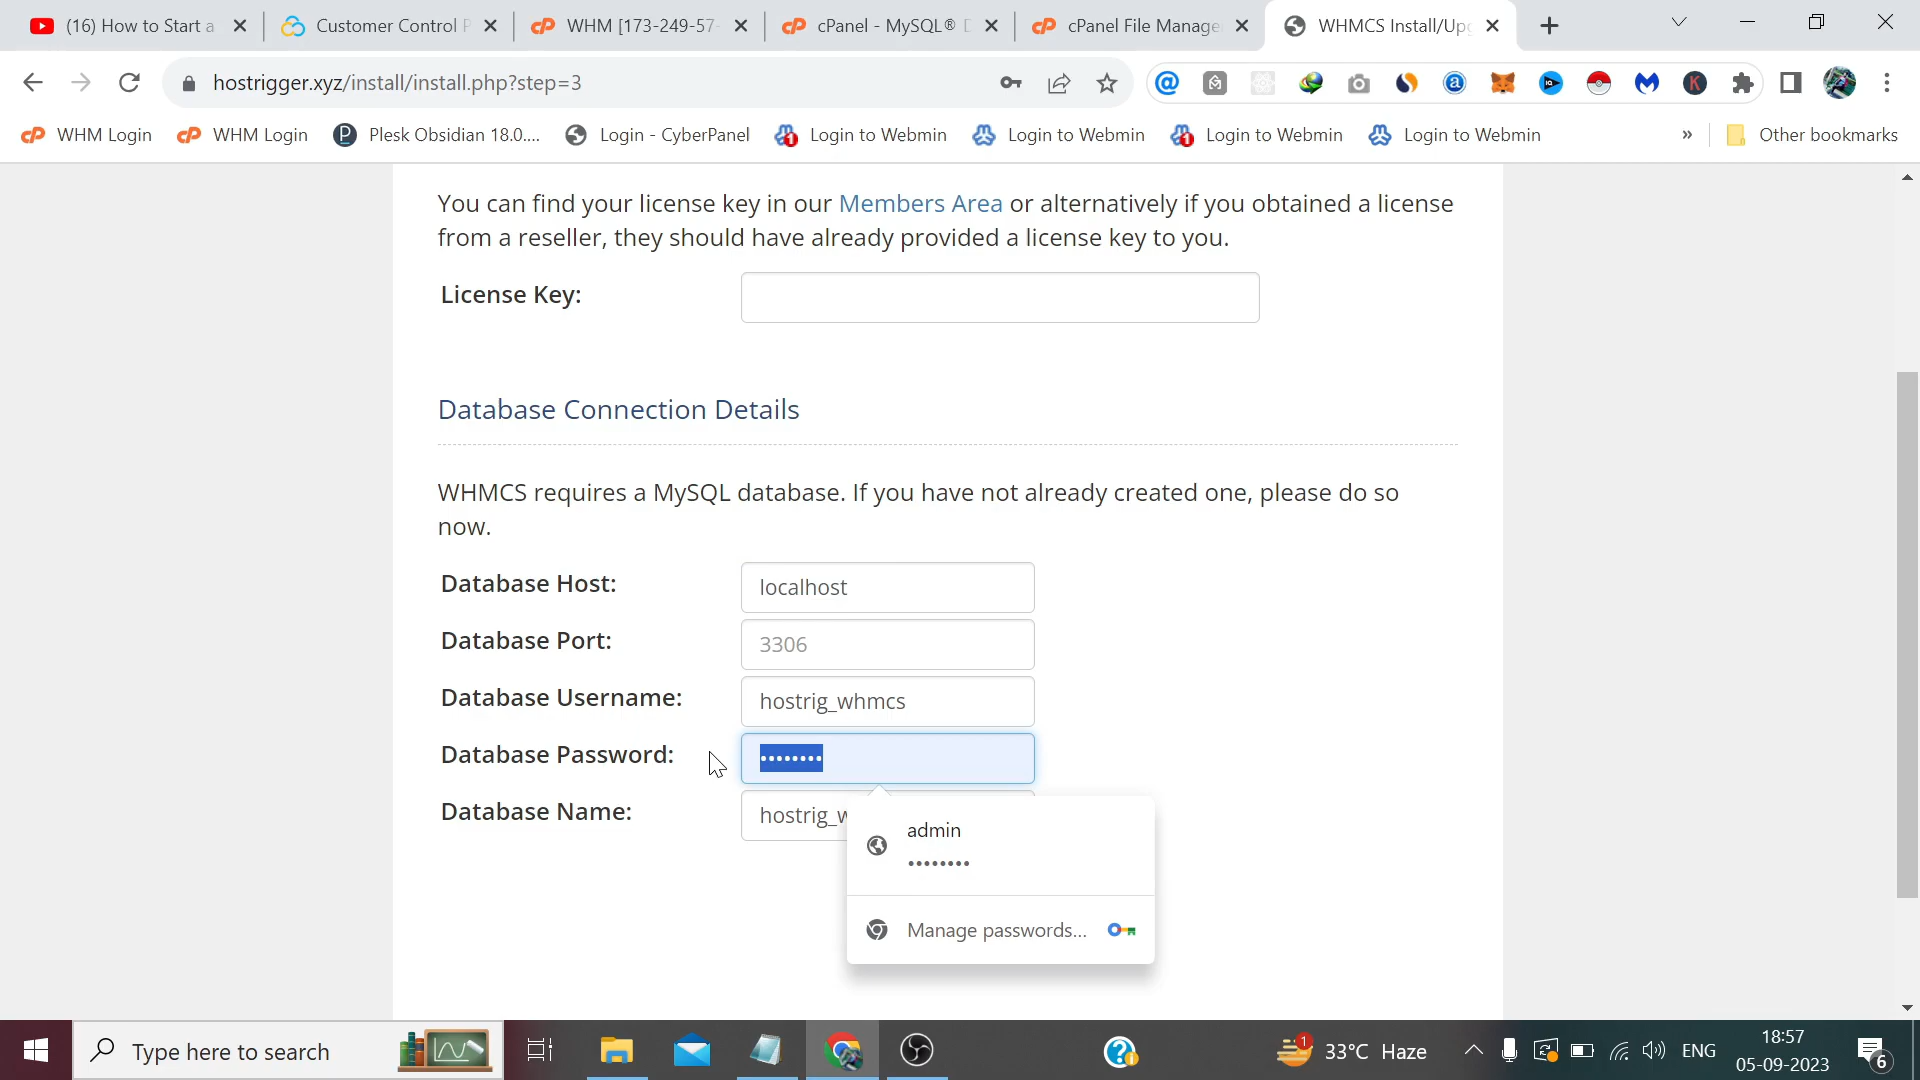 (16) How to Start a
Customer Control P
WHM [173-249-57-
cPanel - MySQL® D
cPanel File Manage
WHMCS Install/Upg
hostrigger.xyz/install/install.php?step=3
WHM Login
WHM Login
Plesk Obsidian 18.0....
Login - CyberPanel
Login to Webmin
Login to Webmin
Login to Webmin
Login to Webmin
»
Other bookmarks
You can find your license key in our Members Area or alternatively if you obtained a license
from a reseller, they should have already provided a license key to you.
License Key:
Database Connection Details
WHMCS requires a MySQL database. If you have not already created one, please do so
now.
Database Host: localhost
Database Port: 3306
Database Username: hostrig_whmcs
Database Password: ••••••••
Database Name: hostrig_w
admin
••••••••
Manage passwords...
Type here to search
1
33°C Haze
ENG
18:57
05-09-2023
6